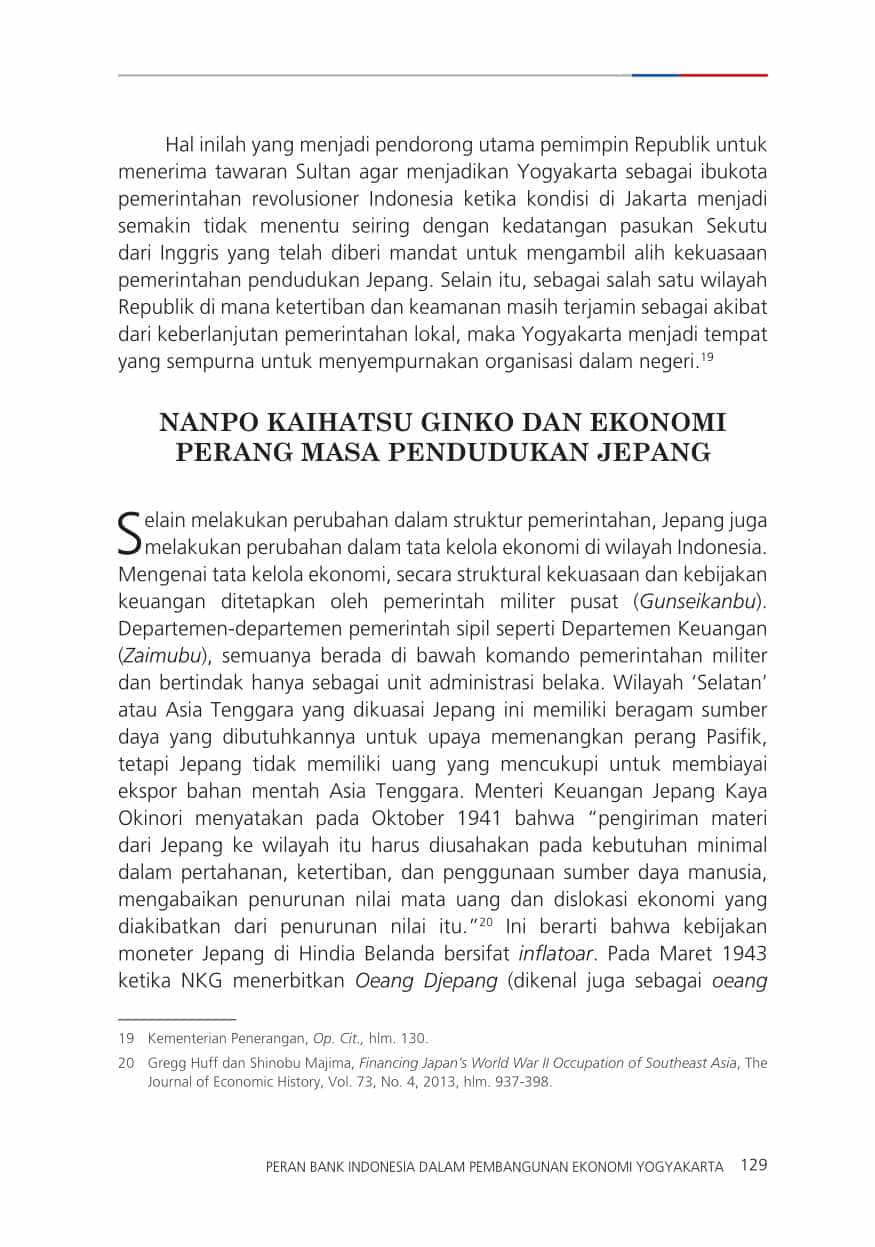 Hal inilah yang menjadi pendorong utama pemimpin Republik untuk
menerima tawaran Sultan agar menjadikan Yogyakarta sebagai ibukota
pemerintahan revolusioner Indonesia ketika kondisi di Jakarta menjadi
semakin tidak menentu seiring dengan kedatangan pasukan Sekutu
dari Inggris yang telah diberi mandat untuk mengambil alih kekuasaan
pemerintahan pendudukan Jepang. Selain itu, sebagai salah satu wilayah
Republik di mana ketertiban dan keamanan masih terjamin sebagai akibat
dari keberlanjutan pemerintahan lokal, maka Yogyakarta menjadi tempat
yang sempurna untuk menyempurnakan organisasi dalam negeri.19
NANPO KAIHATSU GINKO DAN EKONOMI
PERANG MASA PENDUDUKAN JEPANG
Selain melakukan perubahan dalam struktur pemerintahan, Jepang juga
melakukan perubahan dalam tata kelola ekonomi di wilayah Indonesia.
Mengenai tata kelola ekonomi, secara struktural kekuasaan dan kebijakan
keuangan ditetapkan oleh pemerintah militer pusat (Gunseikanbu).
Departemen-departemen pemerintah sipil seperti Departemen Keuangan
(Zaimubu), semuanya berada di bawah komando pemerintahan militer
dan bertindak hanya sebagai unit administrasi belaka. Wilayah ‘Selatan’
atau Asia Tenggara yang dikuasai Jepang ini memiliki beragam sumber
daya yang dibutuhkannya untuk upaya memenangkan perang Pasifik,
tetapi Jepang tidak memiliki uang yang mencukupi untuk membiayai
ekspor bahan mentah Asia Tenggara. Menteri Keuangan Jepang Kaya
Okinori menyatakan pada Oktober 1941 bahwa “pengiriman materi
dari Jepang ke wilayah itu harus diusahakan pada kebutuhan minimal
dalam pertahanan, ketertiban, dan penggunaan sumber daya manusia,
mengabaikan penurunan nilai mata uang dan dislokasi ekonomi yang
diakibatkan dari penurunan nilai itu.”20 Ini berarti bahwa kebijakan
moneter Jepang di Hindia Belanda bersifat inflatoar. Pada Maret 1943
ketika NKG menerbitkan Oeang Djepang (dikenal juga sebagai oeang
19 Kementerian Penerangan, Op. Cit., hlm. 130.
20 Gregg Huff dan Shinobu Majima, Financing Japan’s World War II Occupation of Southeast Asia, The
Journal of Economic History, Vol. 73, No. 4, 2013, hlm. 937-398.
PERAN BANK INDONESIA DALAM PEMBANGUNAN EKONOMI YOGYAKARTA 129